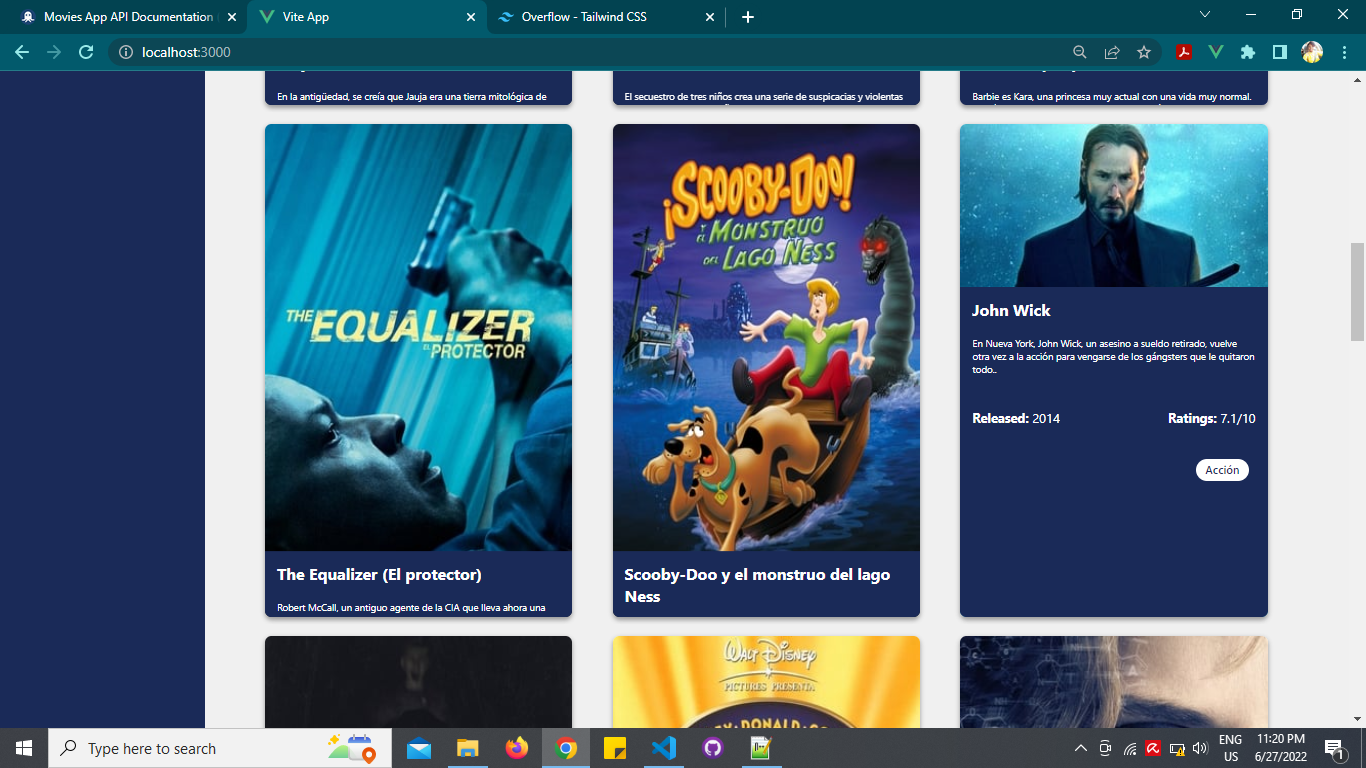 Movies App API Documentation
Vite App
Overflow - Tailwind CSS
localhost:3000
En la antigüedad, se creía que Jauja era una tierra mitológica de
El secuestro de tres niños crea una serie de suspicacias y violentas
Barbie es Kara, una princesa muy actual con una vida muy normal.
THE EQUALIZER
EL PROTECTOR
The Equalizer (El protector)
Robert McCall, un antiguo agente de la CIA que lleva ahora una
¡SCOOBY-DOO!
Y EL MONSTRUO
DEL LAGO NESS
Scooby-Doo y el monstruo del lago
Ness
John Wick
En Nueva York, John Wick, un asesino a sueldo retirado, vuelve
otra vez a la acción para vengarse de los gángsters que le quitaron
todo..
Released: 2014
Ratings: 7.1/10
Acción
WALT DISNEY
PICTURES PRESENTA
Type here to search
ENG
US
11:20 PM
6/27/2022
1